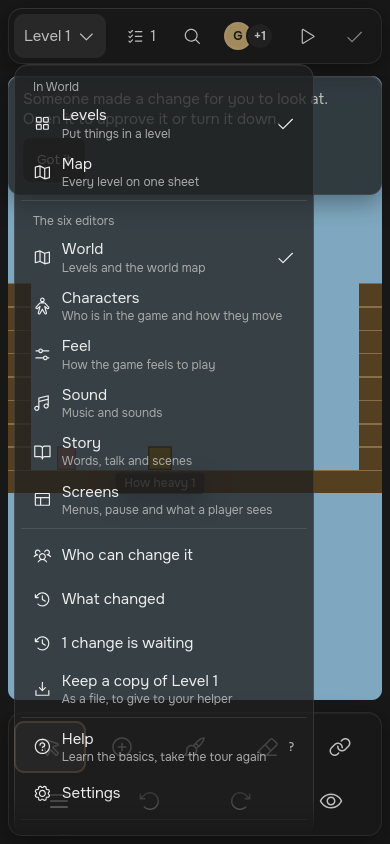 Level 1
1
G
+1
In World
Someone made a change for you to look at.
Levels
Put things in a level
Open it to approve it or turn it down.
Map
Every level on one sheet
Got
The six editors
World
Levels and the world map
Characters
Who is in the game and how they move
Feel
How the game feels to play
Sound
Music and sounds
Story
Words, talk and scenes
How heavy 1
Screens
Menus, pause and what a player sees
Who can change it
What changed
1 change is waiting
Keep a copy of Level 1
As a file, to give to your helper
Help
Learn the basics, take the tour again
?
Settings